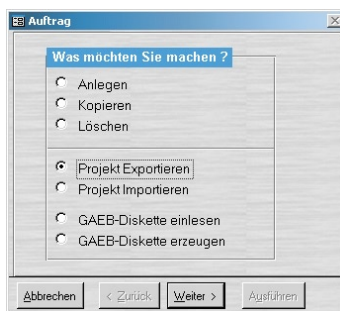 Auftrag
Was möchten Sie machen ?
Anlegen
Kopieren
Löschen
Projekt Exportieren
Projekt Importieren
GAEB-Diskette einlesen
GAEB-Diskette erzeugen
Abbrechen < Zurück Weiter > Ausführen